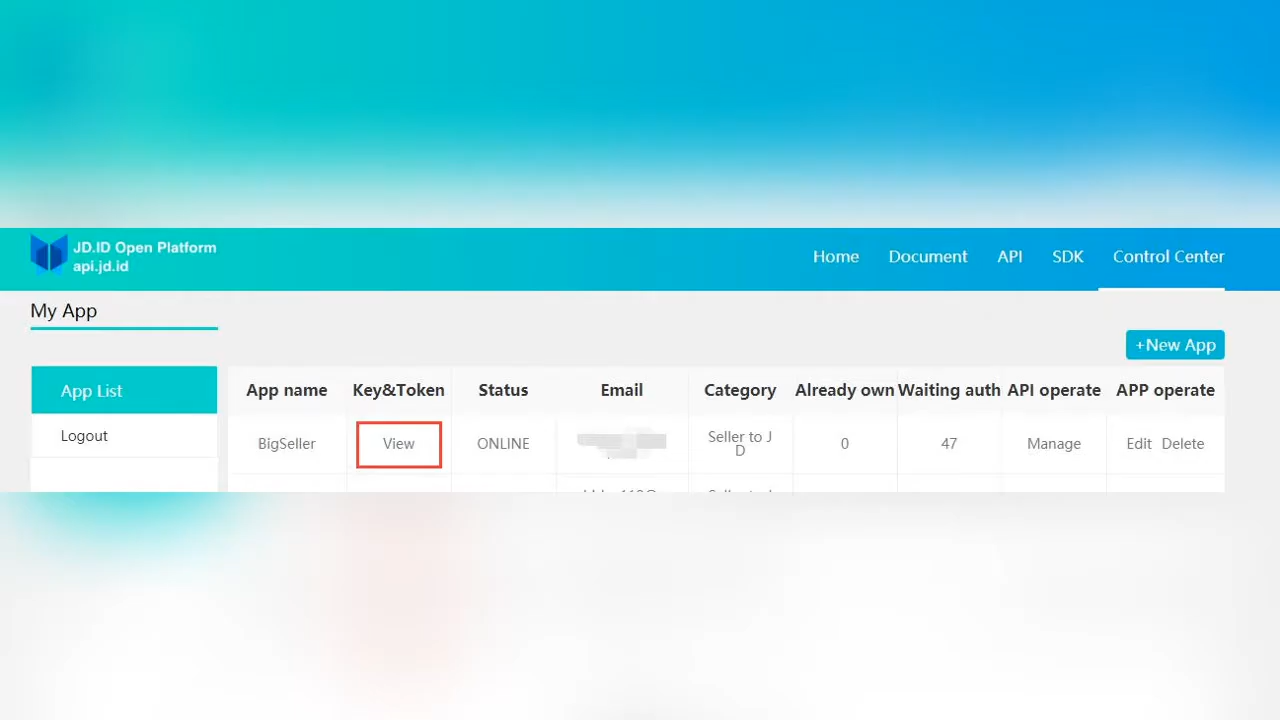 JD.ID Open Platform
api.jd.id
Home Document API SDK Control Center
My App
+New App
App List
Logout
App name Key&Token Status Email Category Already own Waiting auth API operate APP operate
BigSeller View ONLINE Seller to J
D 0 47 Manage Edit Delete